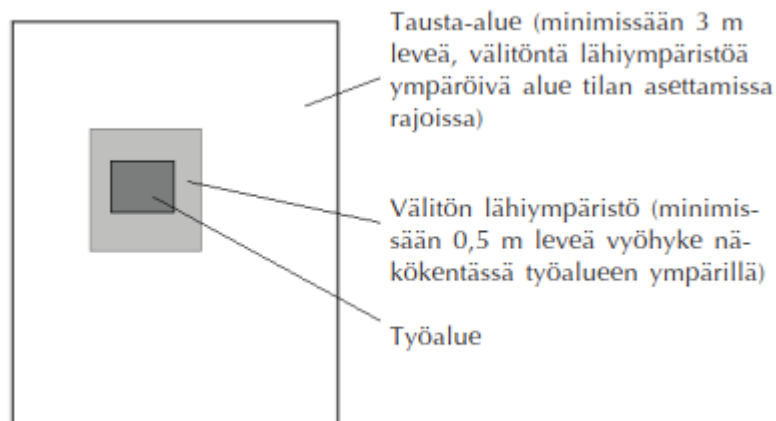 Tausta-alue (minimissään 3 m
leveä, välitöntä lähiympäristöä
ympäröivä alue tilan asettamissa
rajoissa)
Välitön lähiympäristö (minimis-
sään 0,5 m leveä vyöhyke nä-
kökentässä työalueen ympärillä)
Työalue